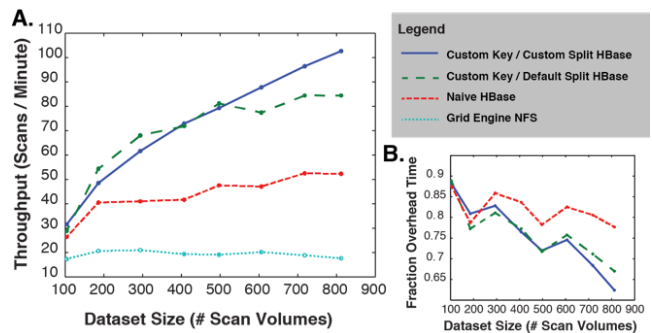 A.
Throughput (Scans / Minute)
110
100
90
80
70
60
50
40
30
20
10
100 200 300 400 500 600 700 800 900
Dataset Size (# Scan Volumes)
Legend
Custom Key / Custom Split HBase
Custom Key / Default Split HBase
Naive HBase
Grid Engine NFS
B.
Fraction Overhead Time
0.9
0.85
0.8
0.75
0.7
0.65
100 200 300 400 500 600 700 800 900
Dataset Size (# Scan Volumes)